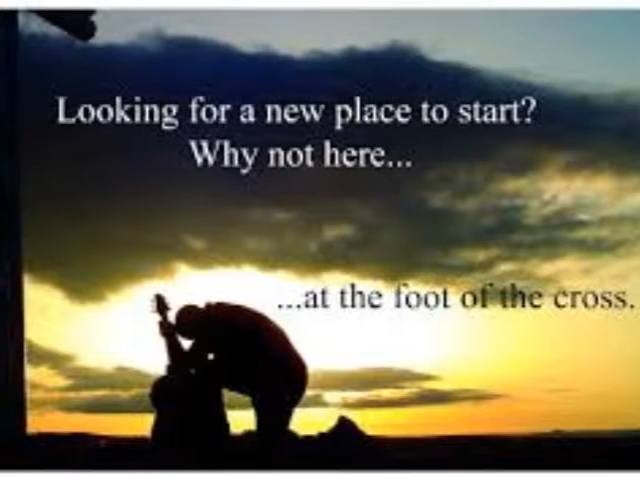 Looking for a new place to start?
Why not here...
...at the foot of the cross.